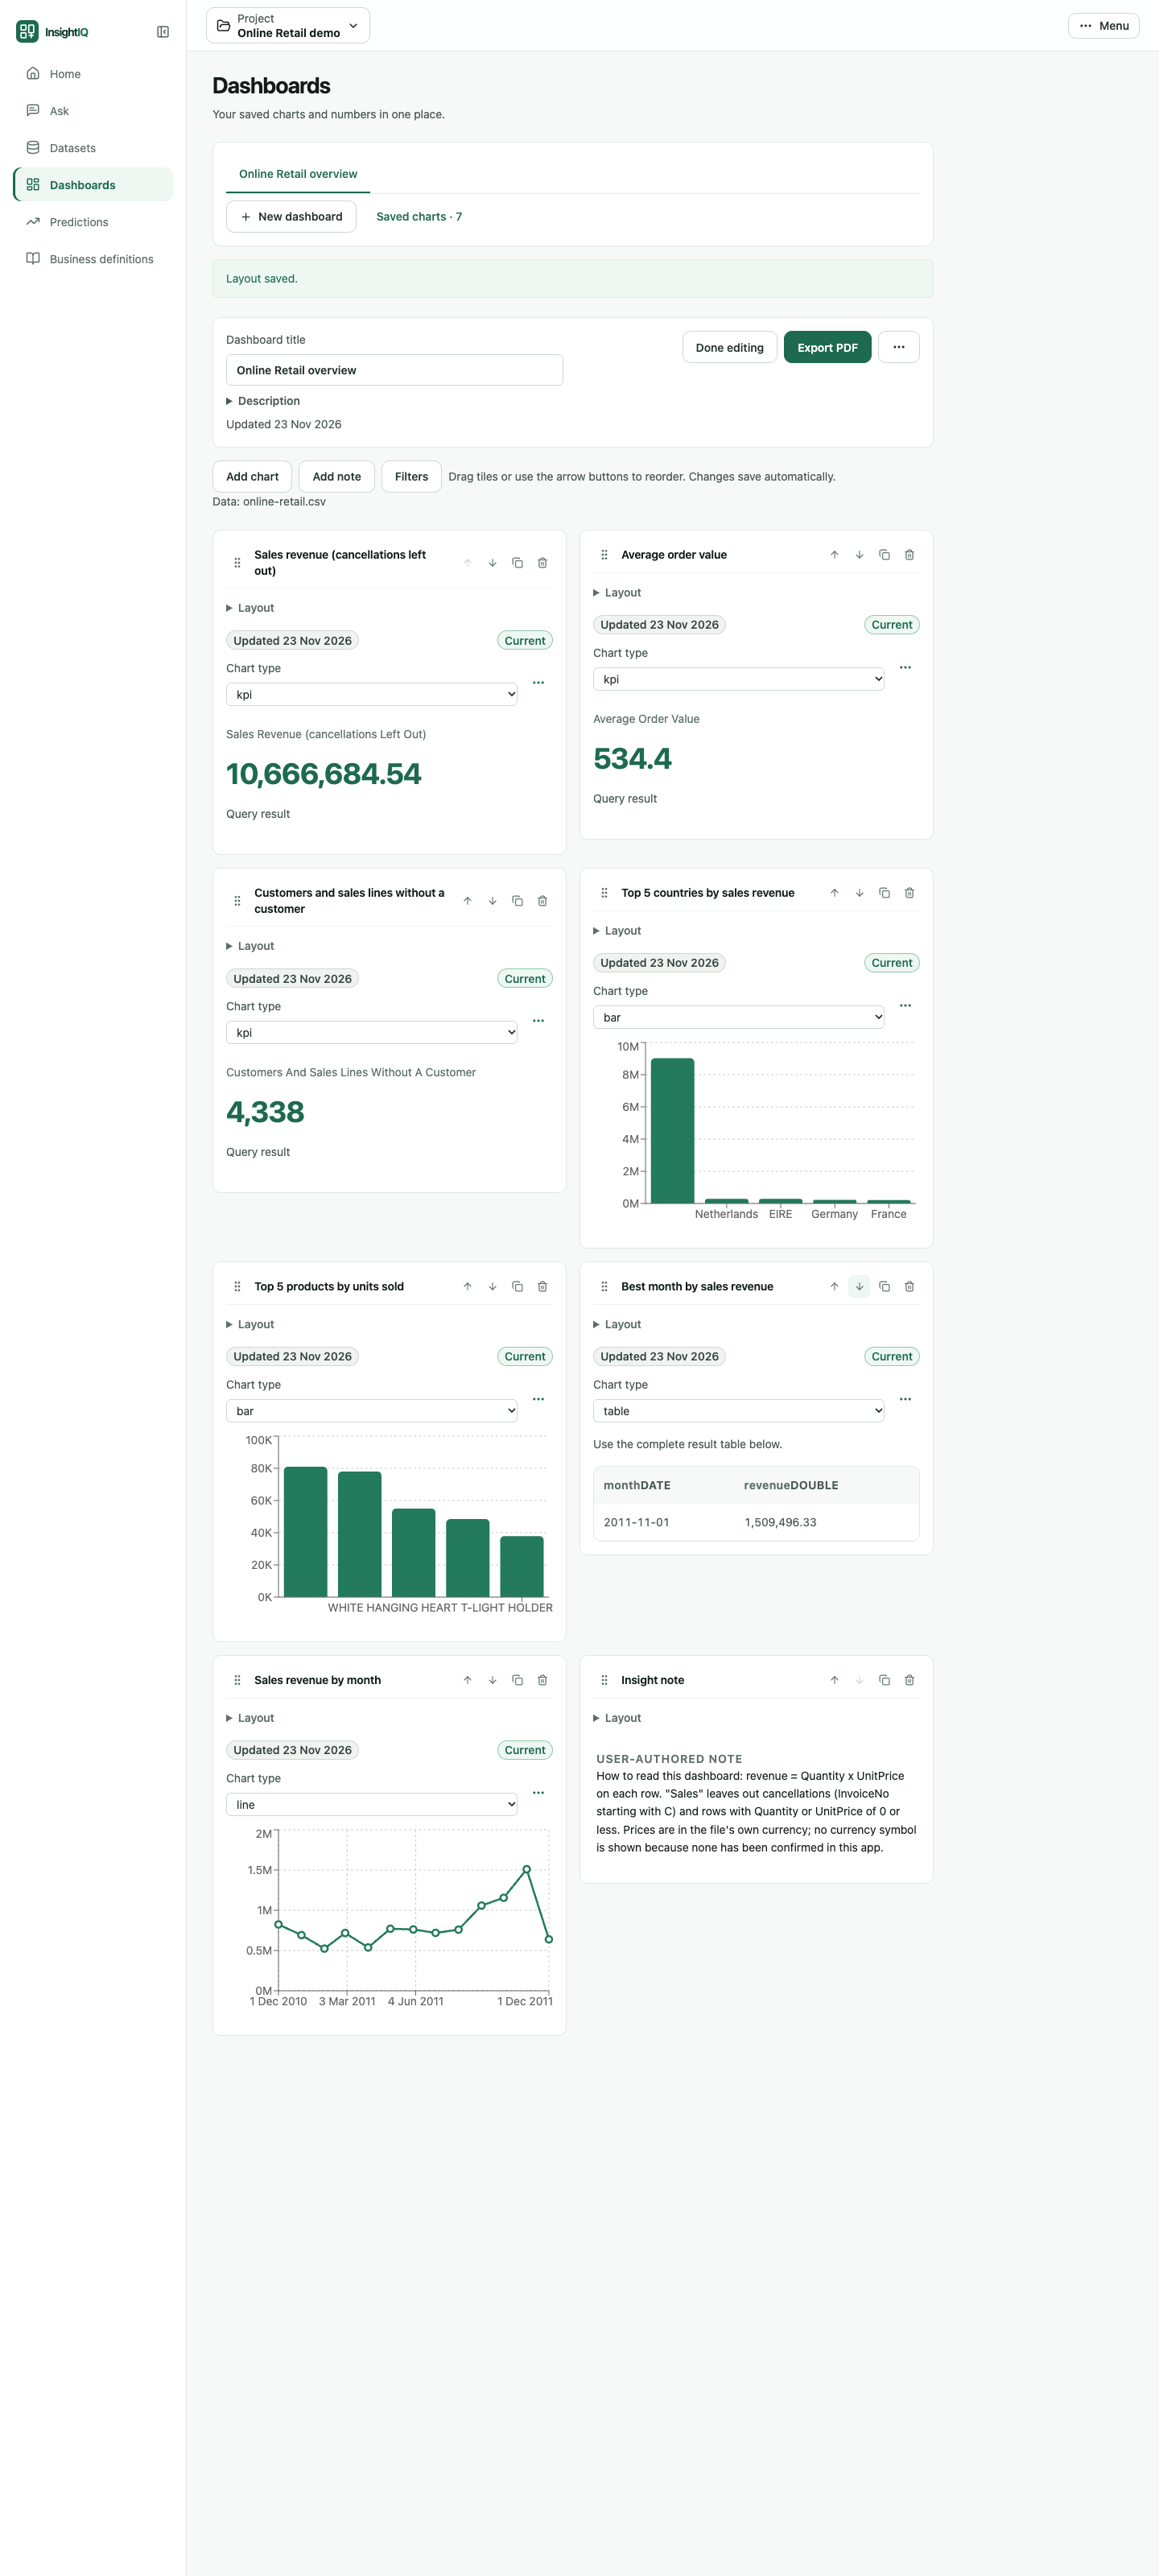 InsightIQ
Project
Online Retail demo
Menu
Home
Ask
Datasets
Dashboards
Predictions
Business definitions
Dashboards
Your saved charts and numbers in one place.
Online Retail overview
New dashboard
Saved charts · 7
Layout saved.
Dashboard title
Online Retail overview
Description
Updated 23 Nov 2026
Done editing
Export PDF
Add chart
Add note
Filters
Drag tiles or use the arrow buttons to reorder. Changes save automatically.
Data: online-retail.csv
Sales revenue (cancellations left
out)
Layout
Updated 23 Nov 2026
Current
Chart type
kpi
Sales Revenue (cancellations Left Out)
10,666,684.54
Query result
Average order value
Layout
Updated 23 Nov 2026
Current
Chart type
kpi
Average Order Value
534.4
Query result
Customers and sales lines without a
customer
Layout
Updated 23 Nov 2026
Current
Chart type
kpi
Customers And Sales Lines Without A Customer
4,338
Query result
Top 5 countries by sales revenue
Layout
Updated 23 Nov 2026
Current
Chart type
bar
10M
8M
6M
4M
2M
0M
Netherlands EIRE Germany France
Top 5 products by units sold
Layout
Updated 23 Nov 2026
Current
Chart type
bar
100K
80K
60K
40K
20K
0K
WHITE HANGING HEART T-LIGHT HOLDER
Best month by sales revenue
Layout
Updated 23 Nov 2026
Current
Chart type
table
Use the complete result table below.
monthDATE revenueDOUBLE
2011-11-01 1,509,496.33
Sales revenue by month
Layout
Updated 23 Nov 2026
Current
Chart type
line
2M
1.5M
1M
0.5M
0M
1 Dec 2010 3 Mar 2011 4 Jun 2011 1 Dec 2011
Insight note
Layout
USER-AUTHORED NOTE
How to read this dashboard: revenue = Quantity x UnitPrice
on each row. "Sales" leaves out cancellations (InvoiceNo
starting with C) and rows with Quantity or UnitPrice of 0 or
less. Prices are in the file's own currency; no currency symbol
is shown because none has been confirmed in this app.